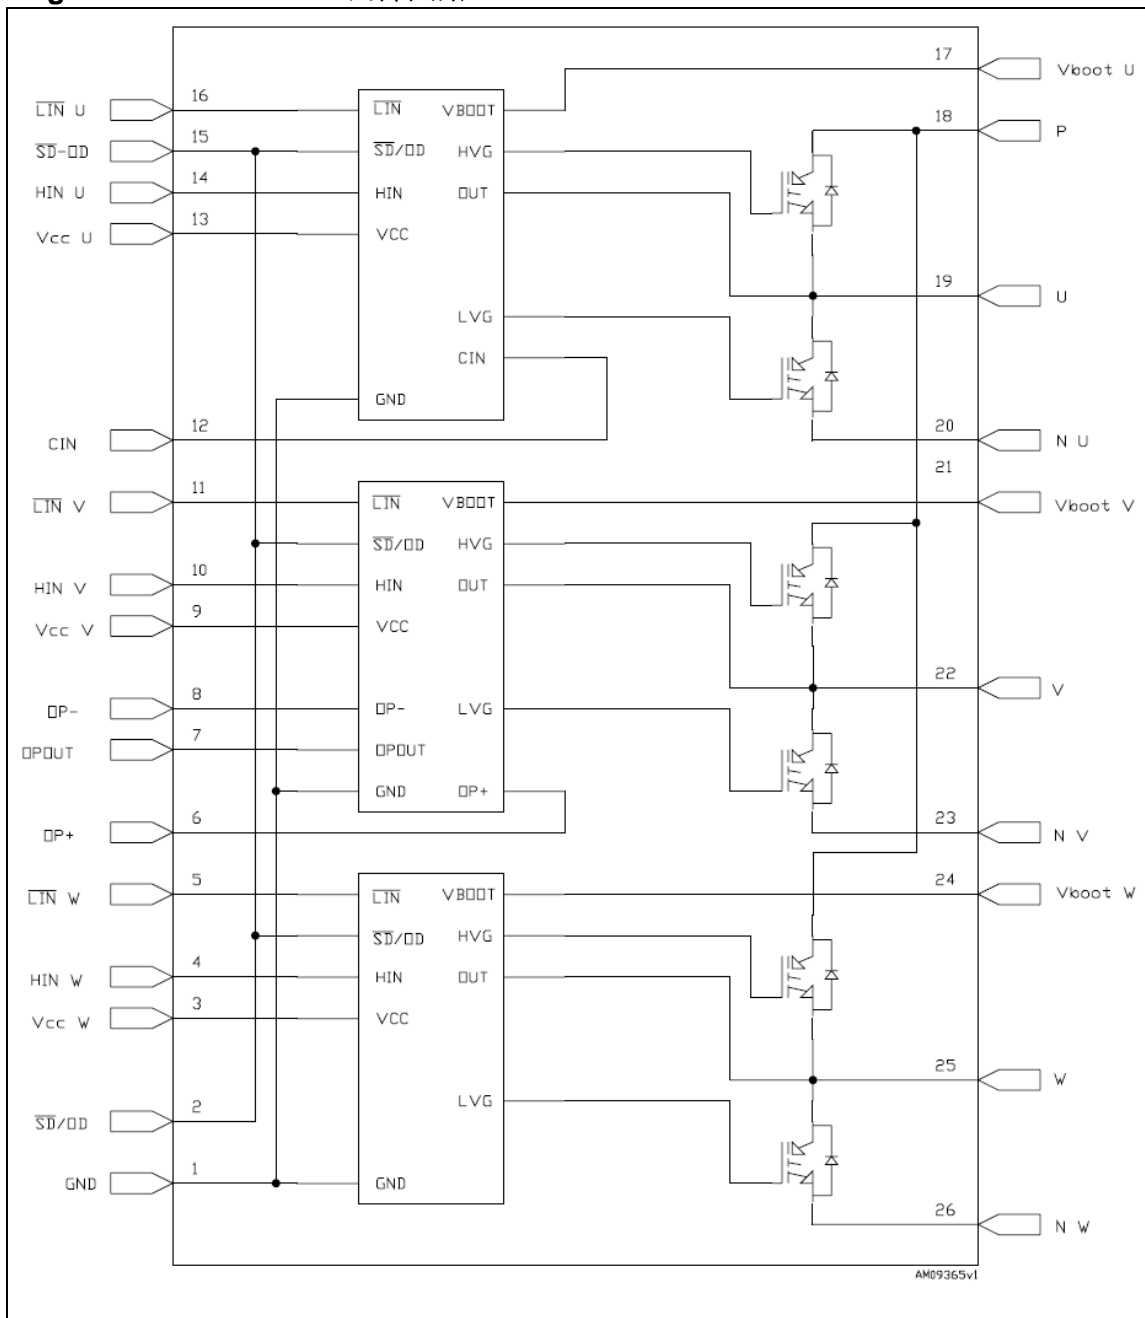 17
Vboot U
16
LIN U
LIN
VBOOT
18
P
15
SD-OD
SD/OD
HVG
14
HIN U
HIN
OUT
13
Vcc U
VCC
19
U
LVG
CIN
GND
12
CIN
20
N U
21
11
LIN V
LIN
VBOOT
Vboot V
SD/OD
HVG
10
HIN V
HIN
OUT
9
Vcc V
VCC
22
V
8
OP-
OP-
LVG
7
OPOUT
OPOUT
GND
OP+
6
OP+
23
N V
5
LIN W
LIN
VBOOT
24
Vboot W
SD/OD
HVG
4
HIN W
HIN
OUT
3
Vcc W
VCC
25
W
LVG
2
SD/OD
1
GND
GND
26
N W
AM09365v1